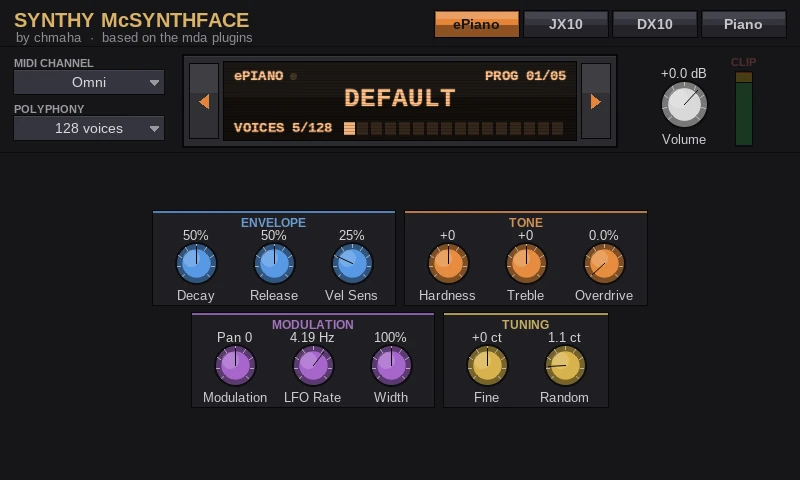 SYNTHY McSYNTHFACE
by chmaha · based on the mda plugins
ePiano JX10 DX10 Piano
MIDI CHANNEL
Omni
POLYPHONY
128 voices
ePIANO PROG 01/05
DEFAULT
VOICES 5/128
+0.0 dB
Volume
CLIP
ENVELOPE
50% 50% 25%
Decay Release Vel Sens
TONE
+0 +0 0.0%
Hardness Treble Overdrive
MODULATION
Pan 0 4.19 Hz 100%
Modulation LFO Rate Width
TUNING
+0 ct 1.1 ct
Fine Random